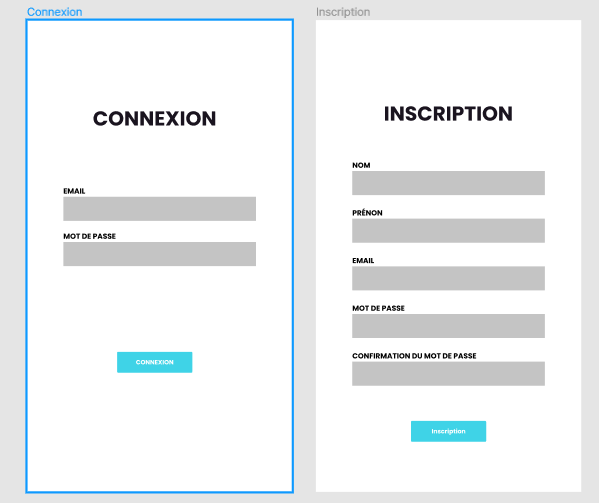 Connexion
CONNEXION
EMAIL
MOT DE PASSE
CONNEXION
Inscription
INSCRIPTION
NOM
PRÉNON
EMAIL
MOT DE PASSE
CONFIRMATION DU MOT DE PASSE
Inscription